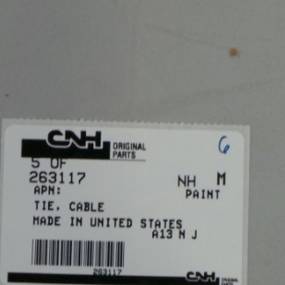 CNH ORIGINAL
PARTS
6
5 OF
263117
NH M
APN:
PAINT
TIE, CABLE
MADE IN UNITED STATES
A13 N J
263117
CNH